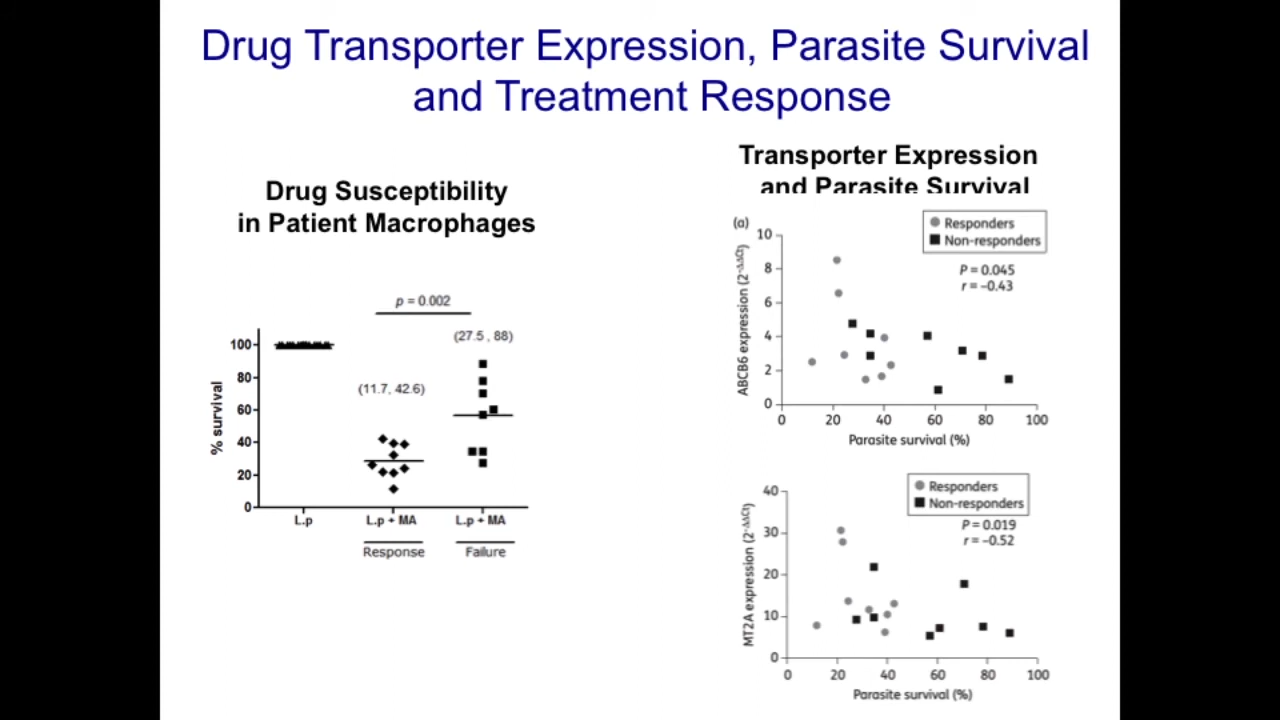 Drug Transporter Expression, Parasite Survival
and Treatment Response
Drug Susceptibility
in Patient Macrophages
p = 0.002
(27.5 , 88)
(11.7, 42.6)
% survival
100
80
60
40
20
0
L.p
L.p + MA
L.p + MA
Response
Failure
Transporter Expression
and Parasite Survival
(a)
Responders
Non-responders
P = 0.045
r = –0.43
ABCB6 expression (2^-ΔΔCt)
10
8
6
4
2
0
0 20 40 60 80 100
Parasite survival (%)
Responders
Non-responders
P = 0.019
r = –0.52
MT2A expression (2^-ΔΔCt)
40
30
20
10
0
0 20 40 60 80 100
Parasite survival (%)